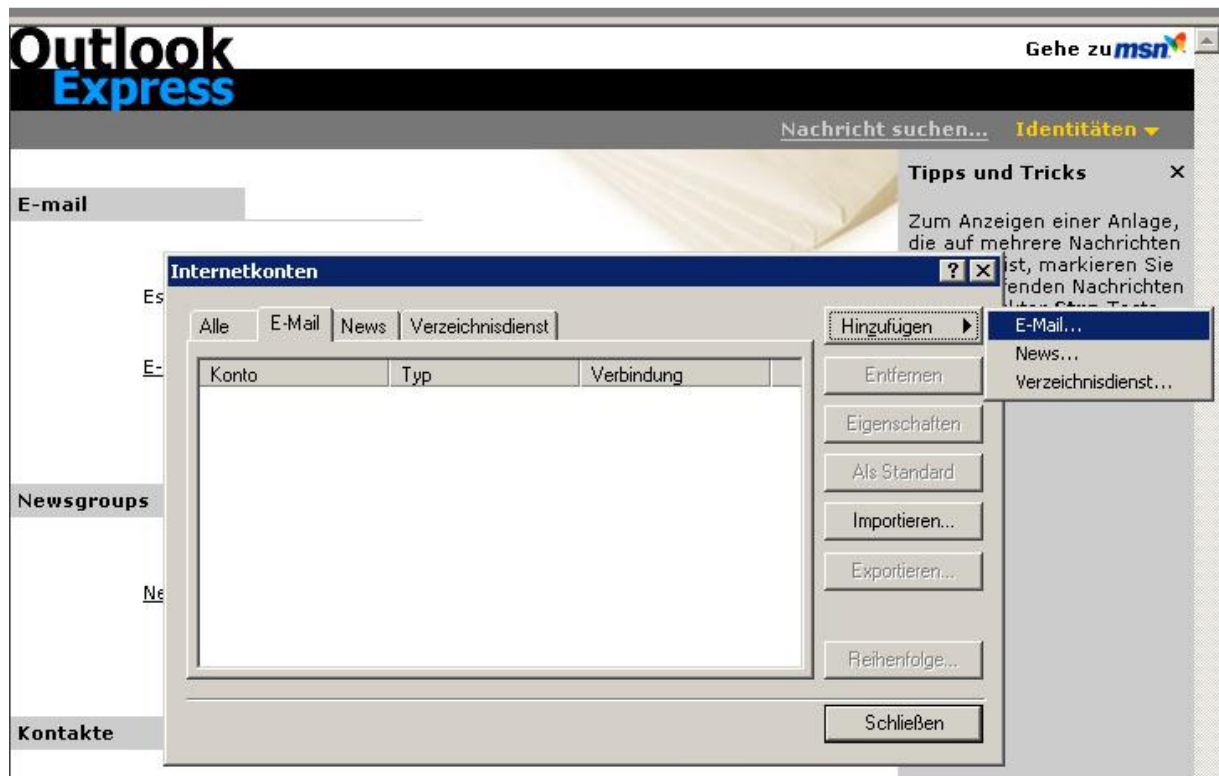 Outlook
Express
Gehe zu msn
Nachricht suchen... Identitäten
E-mail
Tipps und Tricks
Zum Anzeigen einer Anlage,
die auf mehrere Nachrichten
ist, markieren Sie
Nachrichten
Internetkonten
Alle E-Mail News Verzeichnisdienst
Konto Typ Verbindung
Hinzufügen
Entfernen
Eigenschaften
Als Standard
Importieren...
Exportieren...
Reihenfolge...
Schließen
E-Mail...
News...
Verzeichnisdienst...
Es
E-
Newsgroups
Ne
Kontakte